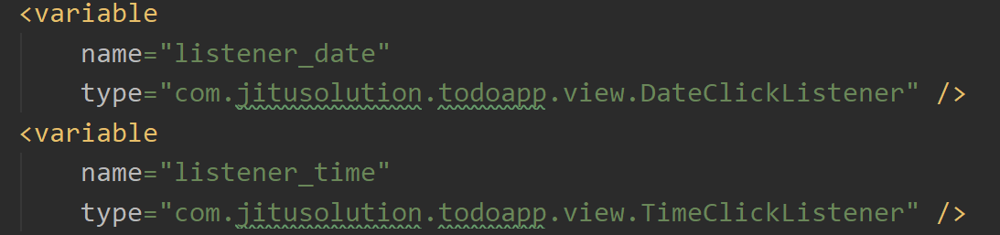 <variable
name="listener_date"
type="com.jitusolution.todoapp.view.DateClickListener" />
<variable
name="listener_time"
type="com.jitusolution.todoapp.view.TimeClickListener" />